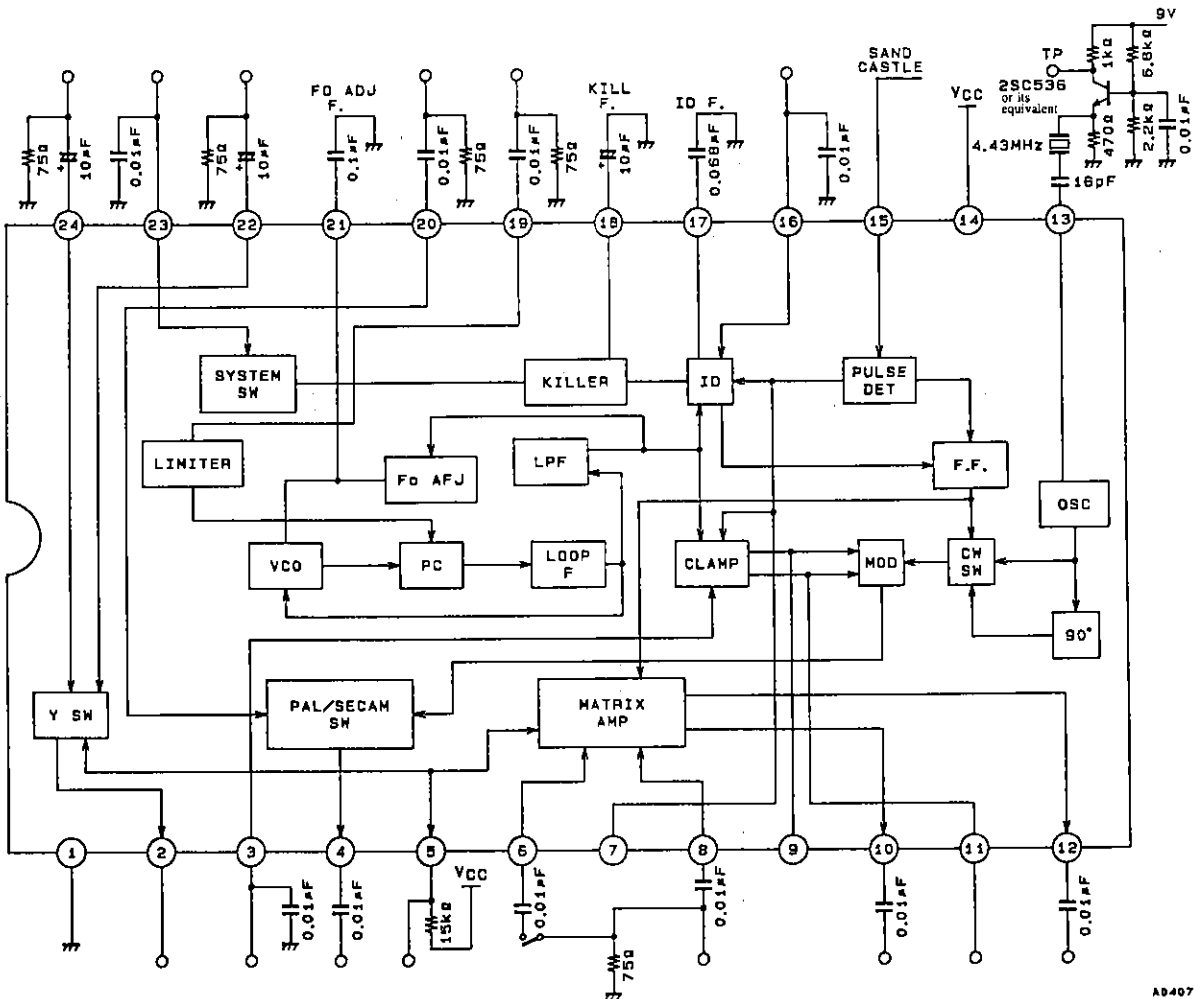 9V
1kΩ
6.8kΩ
TP
2SC536
or its
equivalent
470Ω
2.2kΩ
0.01μF
4.43MHz
16pF
SAND
CASTLE
VCC
FO ADJ
F.
KILL
F.
ID F.
75Ω
10μF
0.01μF
75Ω
10μF
0.1μF
0.01μF
75Ω
0.01μF
75Ω
10μF
0.068μF
0.01μF
24
23
22
21
20
19
18
17
16
15
14
13
SYSTEM
SW
KILLER
ID
PULSE
DET
LIMITER
Fo AFJ
LPF
F.F.
OSC
VCO
PC
LOOP
F
CLAMP
MOD
CW
SW
90°
Y SW
PAL/SECAM
SW
MATRIX
AMP
1
2
3
4
5
6
7
8
9
10
11
12
0.01μF
0.01μF
15kΩ
VCC
0.01μF
75Ω
0.01μF
0.01μF
0.01μF
A0407